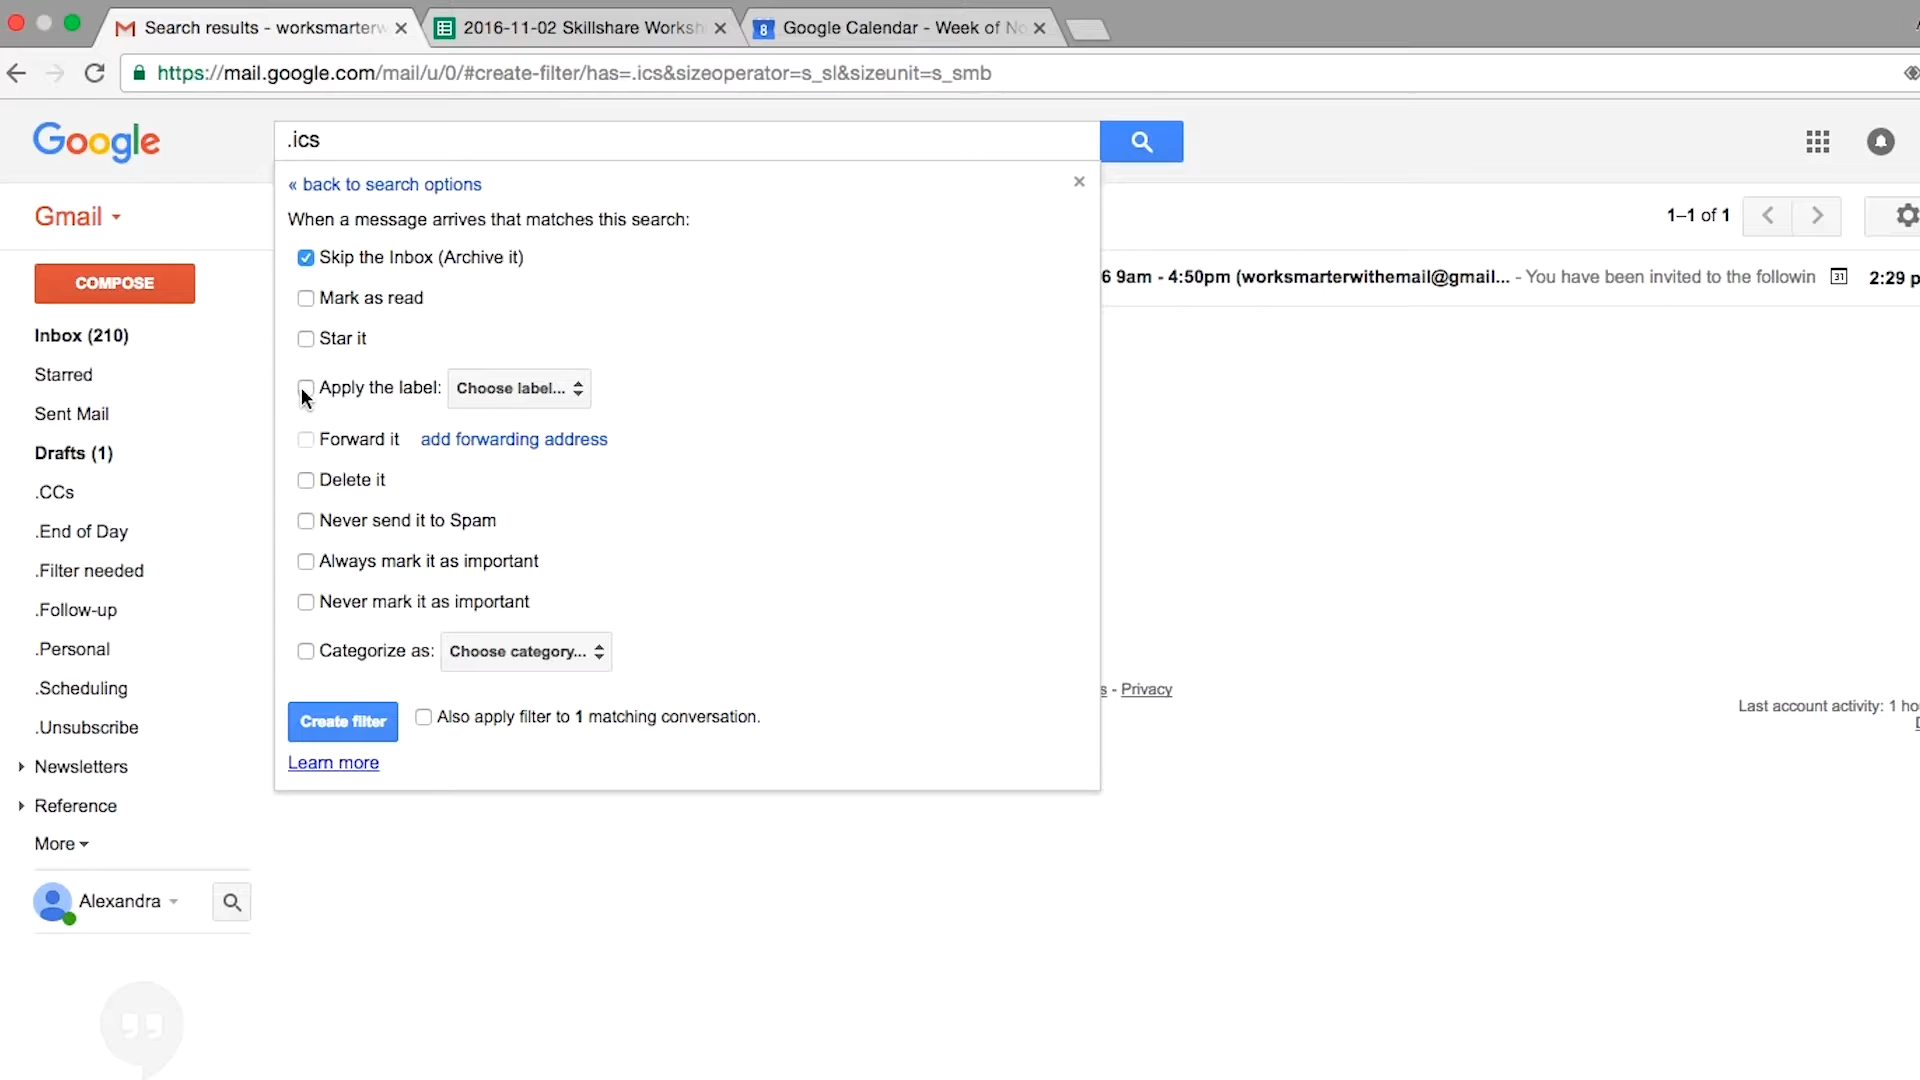 Search results - worksmarterw
2016-11-02 Skillshare Worksh
8
Google Calendar - Week of No
https://mail.google.com/mail/u/0/#create-filter/has=.ics&sizeoperator=s_sl&sizeunit=s_smb
Google
.ics
« back to search options
When a message arrives that matches this search:
Gmail
1–1 of 1
Skip the Inbox (Archive it)
COMPOSE
6 9am - 4:50pm (worksmarterwithemail@gmail... - You have been invited to the followin
31
2:29 p
Mark as read
Inbox (210)
Star it
Starred
Apply the label: Choose label...
Sent Mail
Forward it add forwarding address
Drafts (1)
Delete it
.CCs
Never send it to Spam
.End of Day
Always mark it as important
.Filter needed
Never mark it as important
.Follow-up
Categorize as: Choose category...
.Personal
.Scheduling
s - Privacy
Last account activity: 1 ho
Create filter
Also apply filter to 1 matching conversation.
.Unsubscribe
Learn more
Newsletters
Reference
More
Alexandra